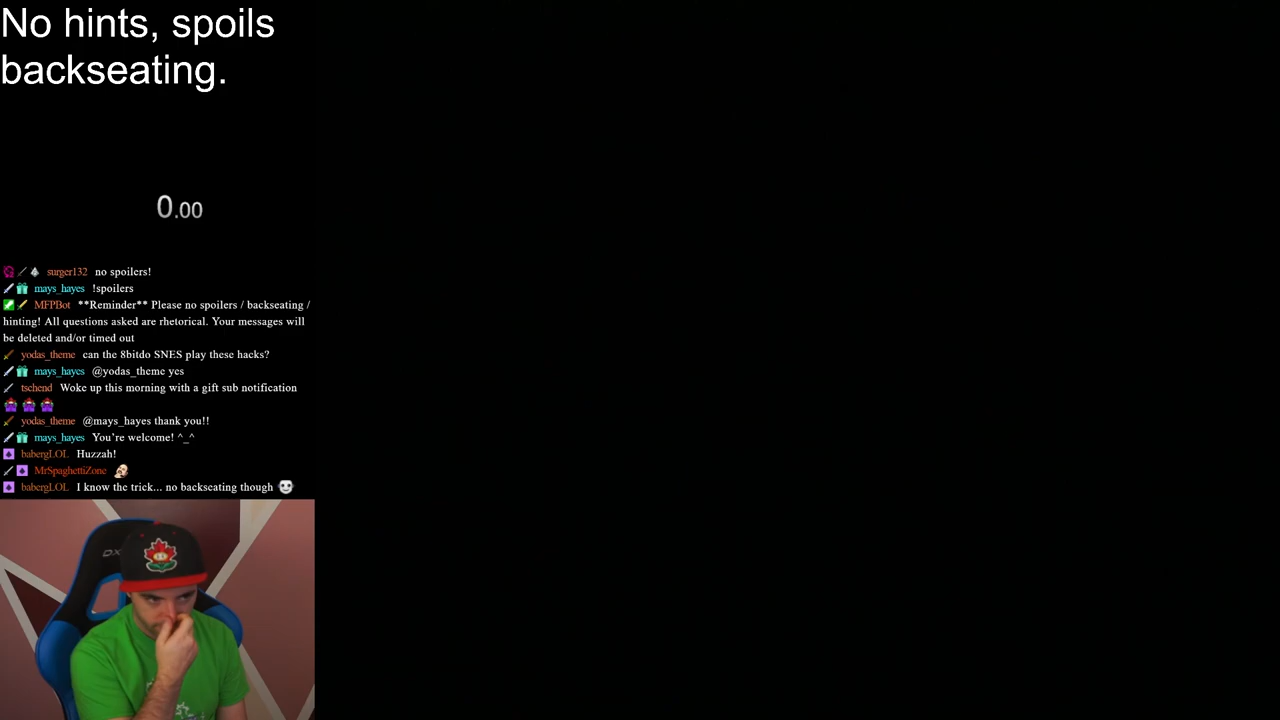 No hints, spoils
backseating.
0.00
surger132 no spoilers!
mays_hayes !spoilers
MFPBot **Reminder** Please no spoilers / backseating /
hinting! All questions asked are rhetorical. Your messages will
be deleted and/or timed out
yodas_theme can the 8bitdo SNES play these hacks?
mays_hayes @yodas_theme yes
tschend Woke up this morning with a gift sub notification
yodas_theme @mays_hayes thank you!!
mays_hayes You're welcome! ^_^
babergLOL Huzzah!
MrSpaghettiZone
babergLOL I know the trick... no backseating though
DX